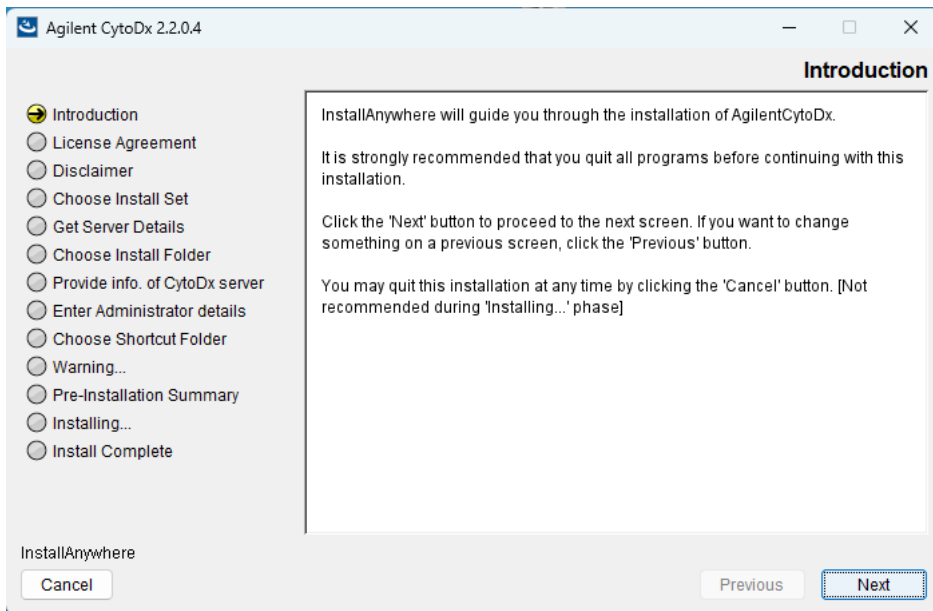 Agilent CytoDx 2.2.0.4
Introduction
Introduction
License Agreement
Disclaimer
Choose Install Set
Get Server Details
Choose Install Folder
Provide info. of CytoDx server
Enter Administrator details
Choose Shortcut Folder
Warning...
Pre-Installation Summary
Installing...
Install Complete
InstallAnywhere will guide you through the installation of AgilentCytoDx.
It is strongly recommended that you quit all programs before continuing with this
installation.
Click the 'Next' button to proceed to the next screen. If you want to change
something on a previous screen, click the 'Previous' button.
You may quit this installation at any time by clicking the 'Cancel' button. [Not
recommended during 'Installing...' phase]
InstallAnywhere
Cancel
Previous
Next